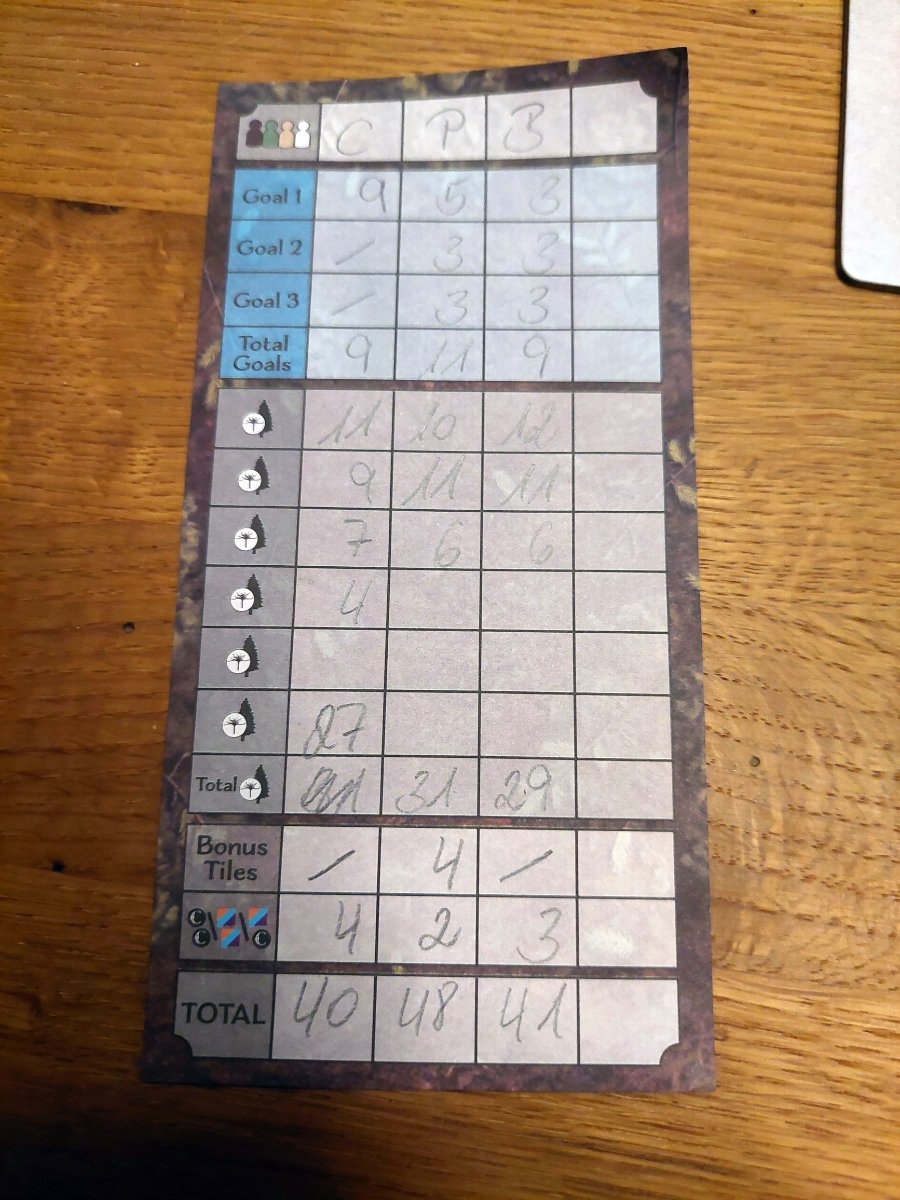 C P B
Goal 1 9 5 3
Goal 2 / 3 3
Goal 3 / 3 3
Total Goals 9 11 9
11 10 12
9 11 11
7 6 6
4
27
Total 31 29
Bonus Tiles / 4 /
4 2 3
TOTAL 40 48 41